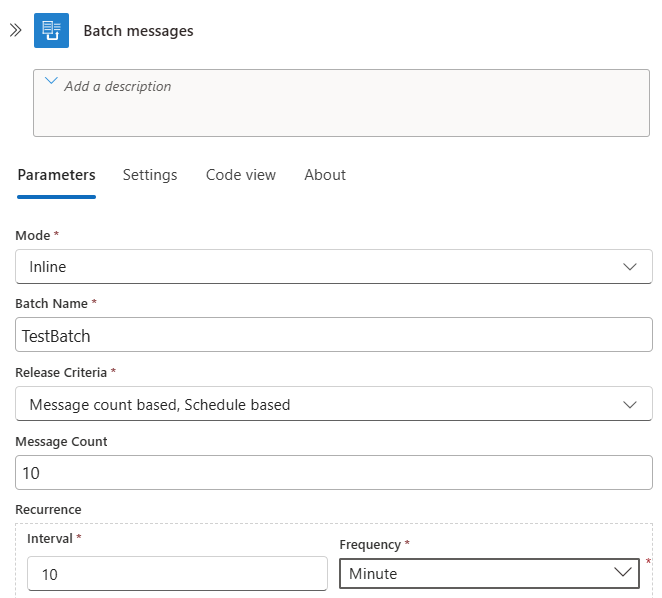 Batch messages
Add a description
Parameters Settings Code view About
Mode *
Inline
Batch Name *
TestBatch
Release Criteria *
Message count based, Schedule based
Message Count
10
Recurrence
Interval *
Frequency *
10
Minute
*